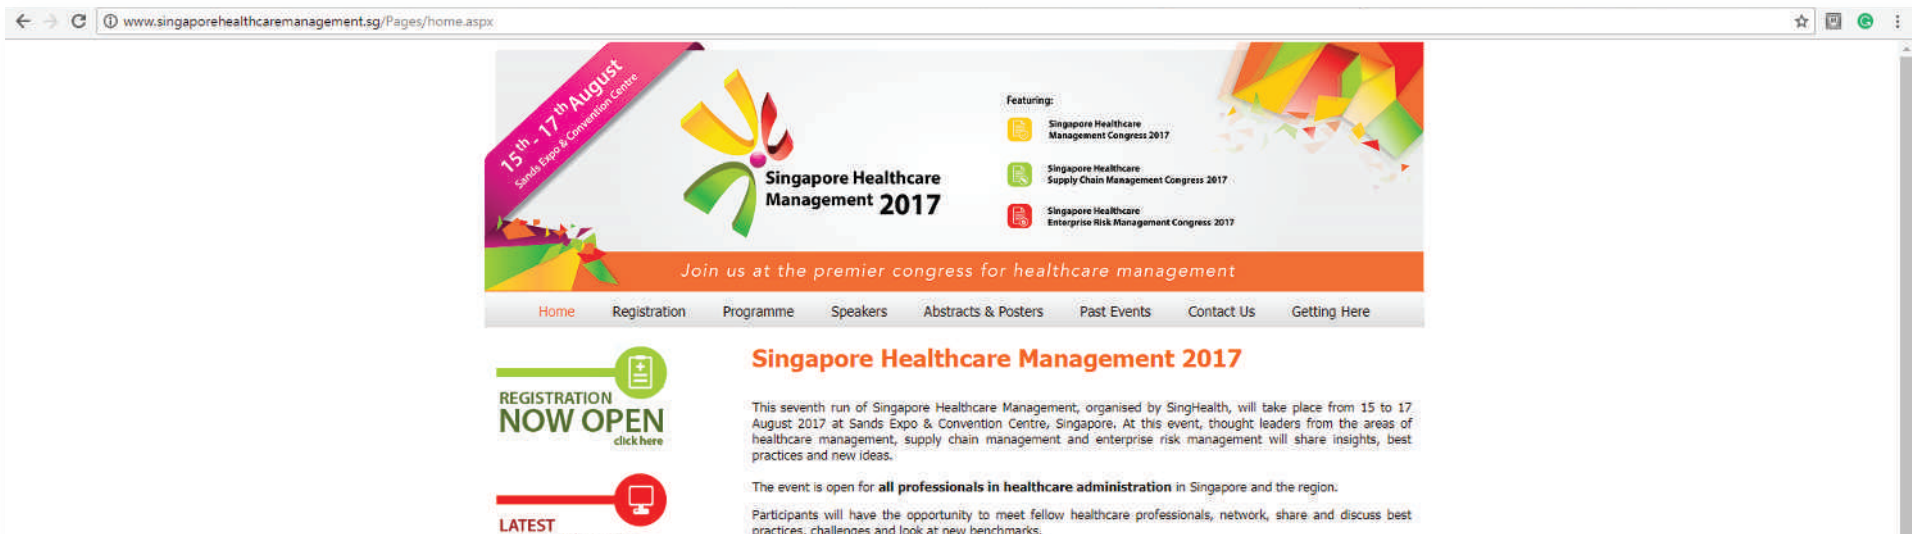 www.singaporehealthcaremanagement.sg/Pages/home.aspx
15th - 17th August
Sands Expo & Convention Centre
Singapore Healthcare
Management 2017
Featuring:
Singapore Healthcare
Management Congress 2017
Singapore Healthcare
Supply Chain Management Congress 2017
Singapore Healthcare
Enterprise Risk Management Congress 2017
Join us at the premier congress for healthcare management
Home Registration Programme Speakers Abstracts & Posters Past Events Contact Us Getting Here
REGISTRATION
NOW OPEN
click here
LATEST
Singapore Healthcare Management 2017
This seventh run of Singapore Healthcare Management, organised by SingHealth, will take place from 15 to 17
August 2017 at Sands Expo & Convention Centre, Singapore. At this event, thought leaders from the areas of
healthcare management, supply chain management and enterprise risk management will share insights, best
practices and new ideas.
The event is open for all professionals in healthcare administration in Singapore and the region.
Participants will have the opportunity to meet fellow healthcare professionals, network, share and discuss best
practices, challenges and look at new benchmarks.